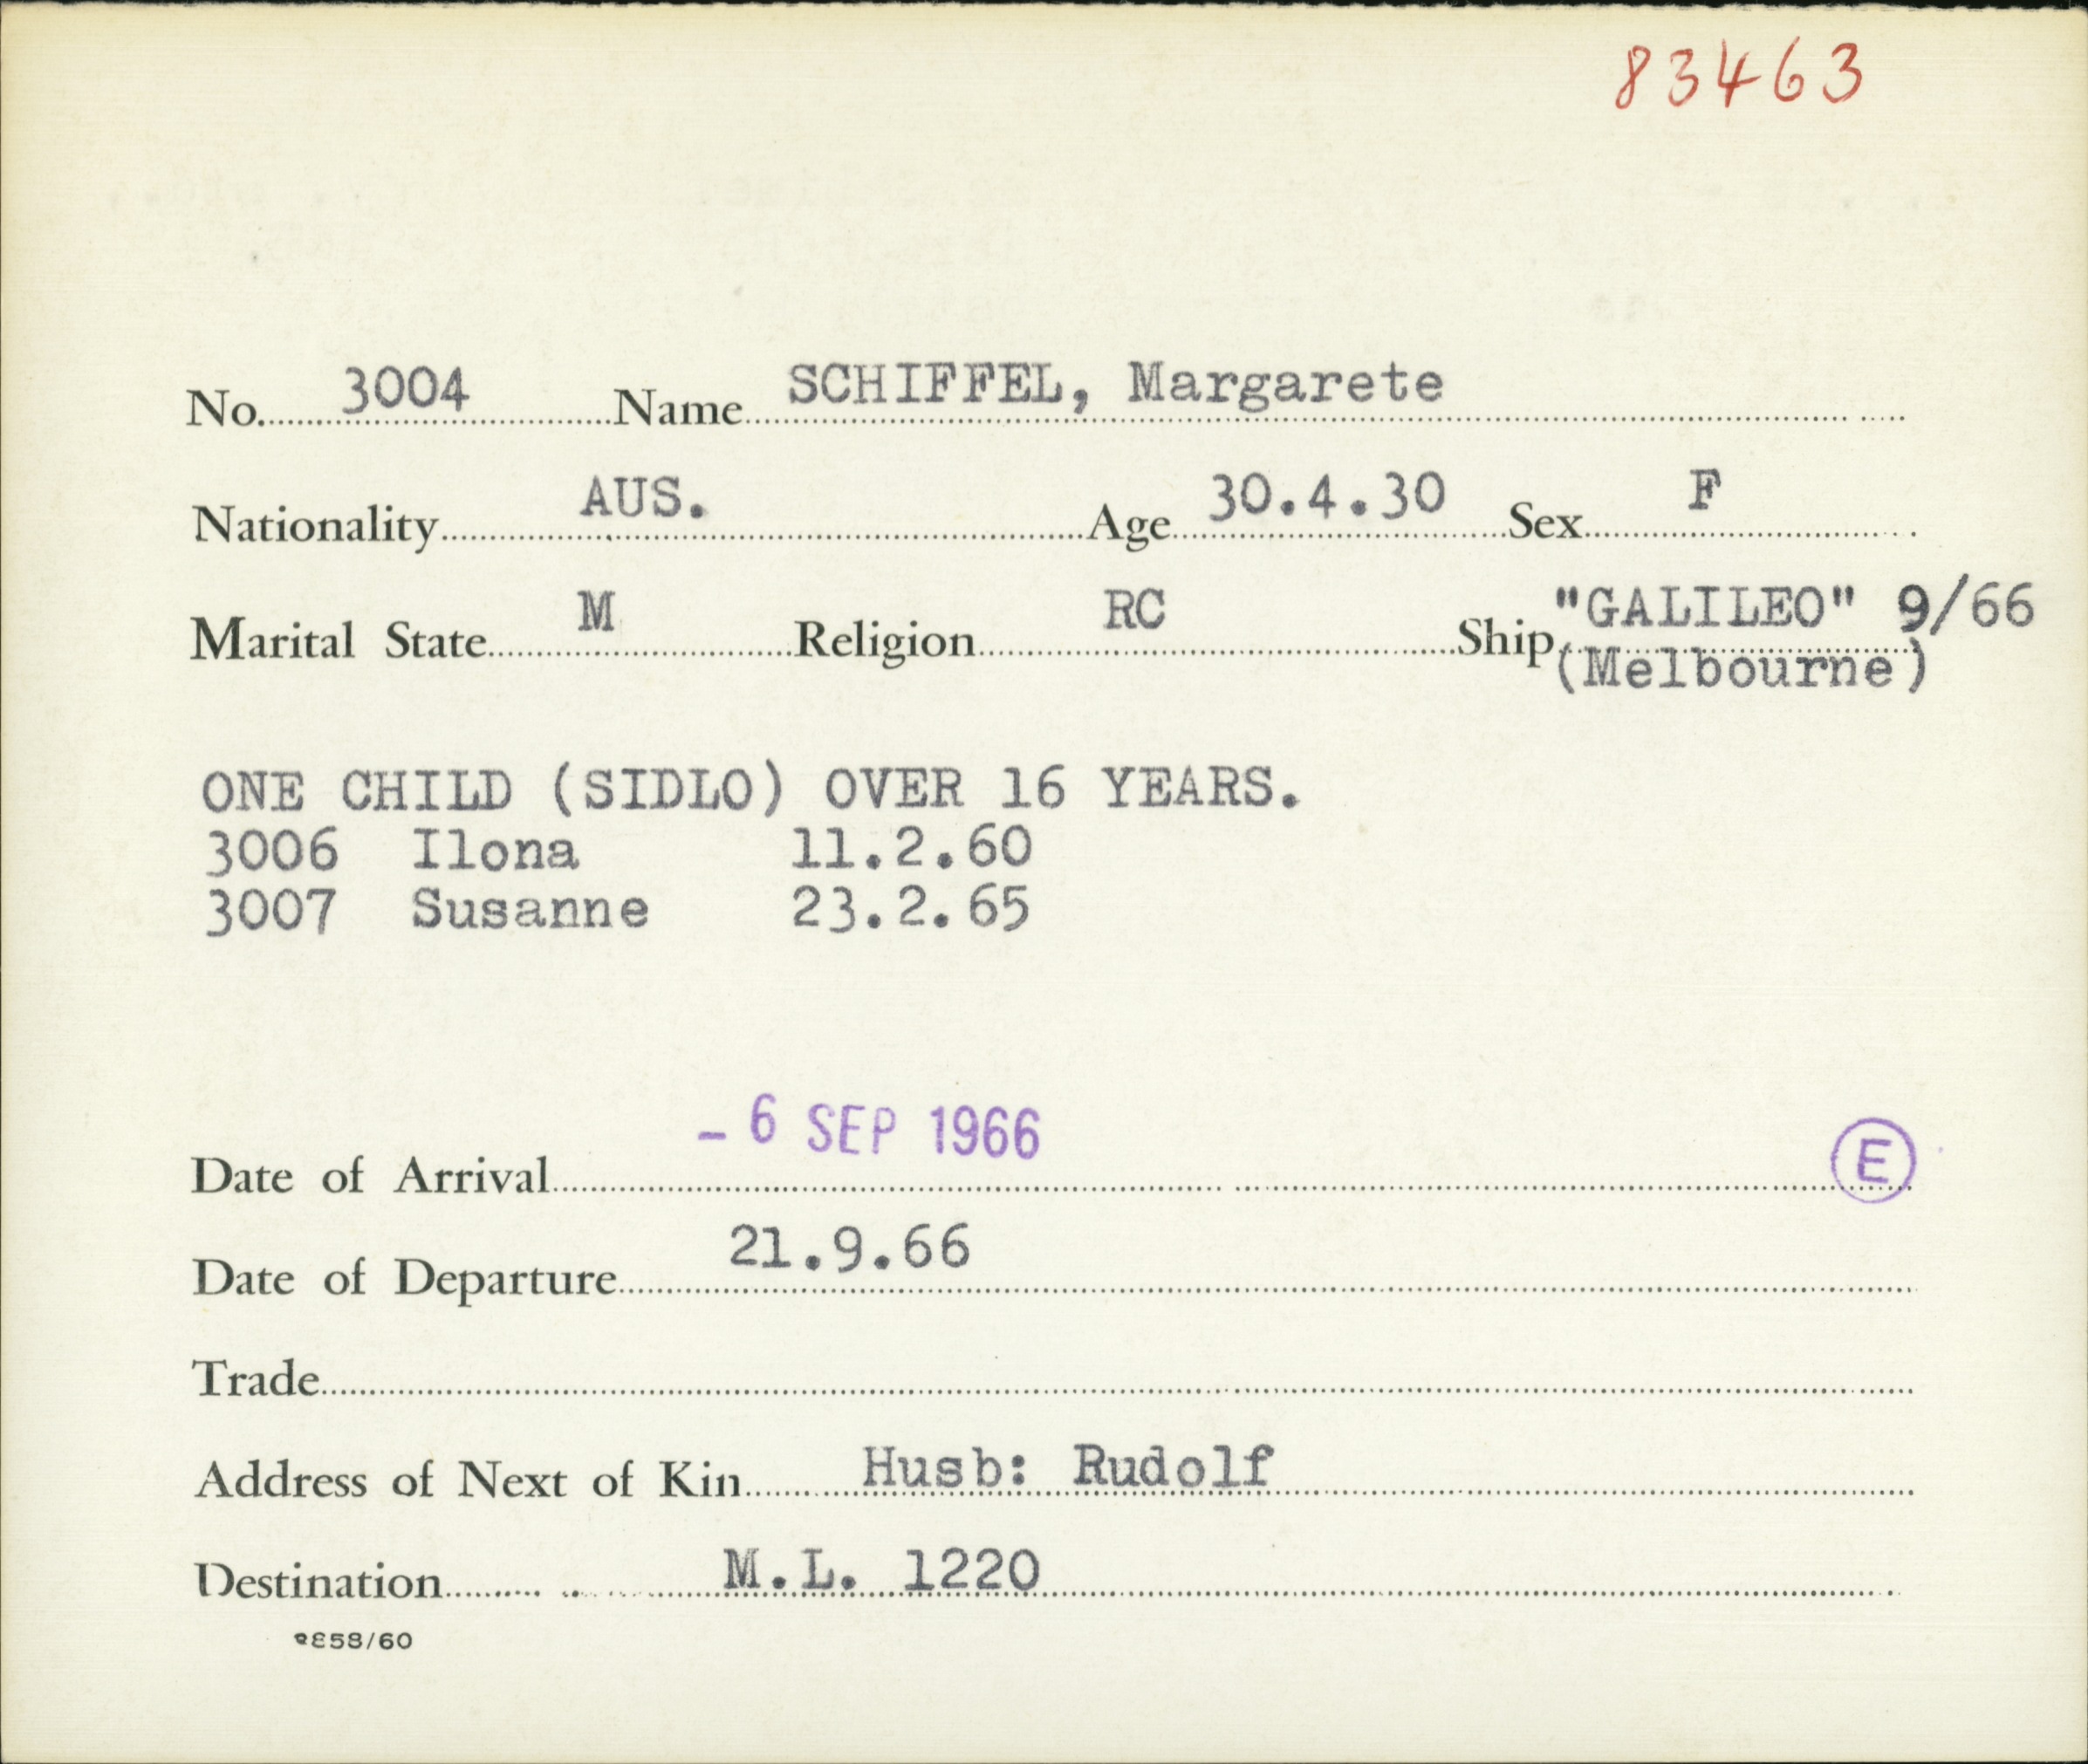 83463
No. 3004 Name SCHIFFEL, Margarete
Nationality AUS. Age 30.4.30 Sex F
Marital State M Religion RC Ship "GALILEO" 9/66
(Melbourne)
ONE CHILD (SIDLO) OVER 16 YEARS.
3006 Ilona 11.2.60
3007 Susanne 23.2.65
Date of Arrival - 6 SEP 1966 E
Date of Departure 21.9.66
Trade
Address of Next of Kin Husb: Rudolf
Destination M.L. 1220